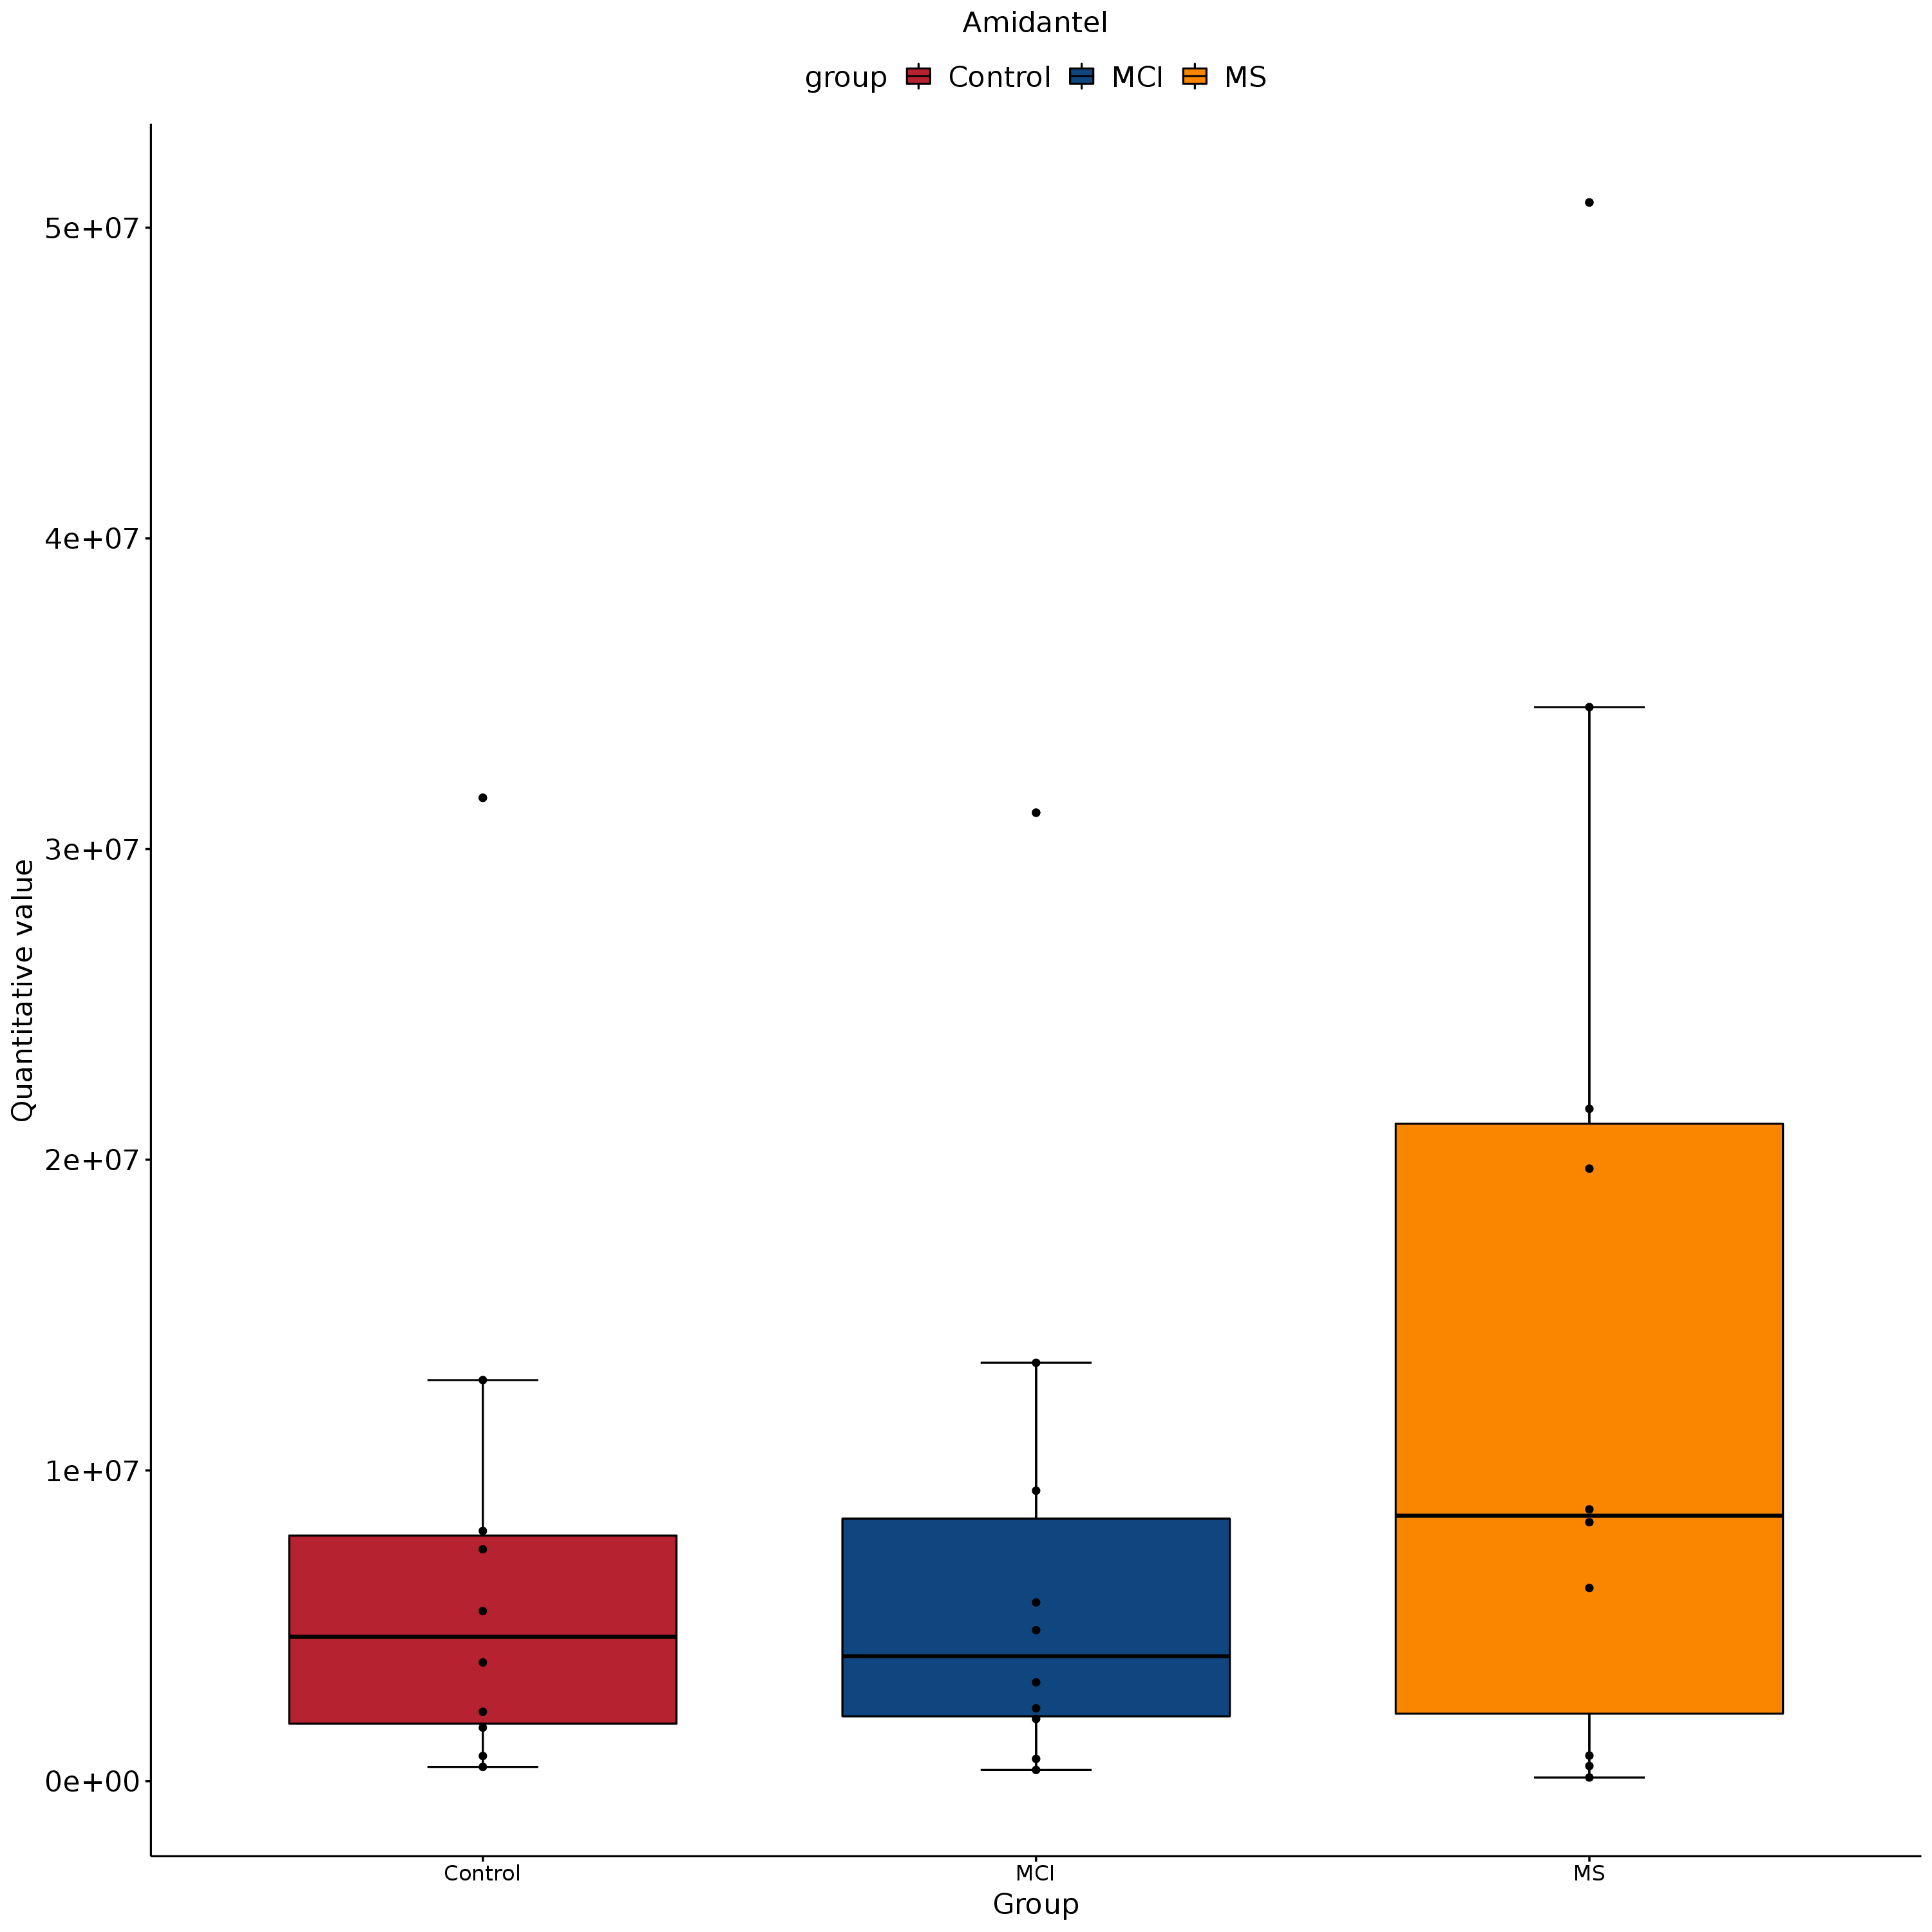 Amidantel
group Control MCI MS
Quantitative value
5e+07
4e+07
3e+07
2e+07
1e+07
0e+00
Control MCI MS
Group